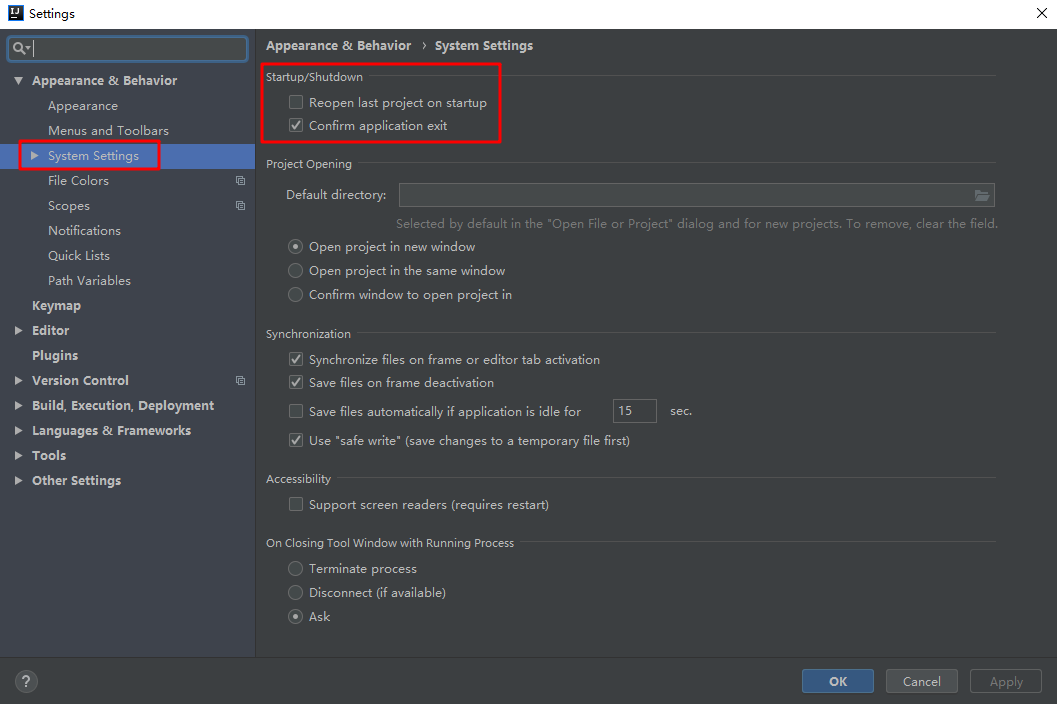 IJ
Settings
Appearance & Behavior
Appearance
Menus and Toolbars
System Settings
File Colors
Scopes
Notifications
Quick Lists
Path Variables
Keymap
Editor
Plugins
Version Control
Build, Execution, Deployment
Languages & Frameworks
Tools
Other Settings
Appearance & Behavior › System Settings
Startup/Shutdown
Reopen last project on startup
Confirm application exit
Project Opening
Default directory:
Selected by default in the "Open File or Project" dialog and for new projects. To remove, clear the field.
Open project in new window
Open project in the same window
Confirm window to open project in
Synchronization
Synchronize files on frame or editor tab activation
Save files on frame deactivation
Save files automatically if application is idle for 15 sec.
Use "safe write" (save changes to a temporary file first)
Accessibility
Support screen readers (requires restart)
On Closing Tool Window with Running Process
Terminate process
Disconnect (if available)
Ask
?
OK Cancel Apply